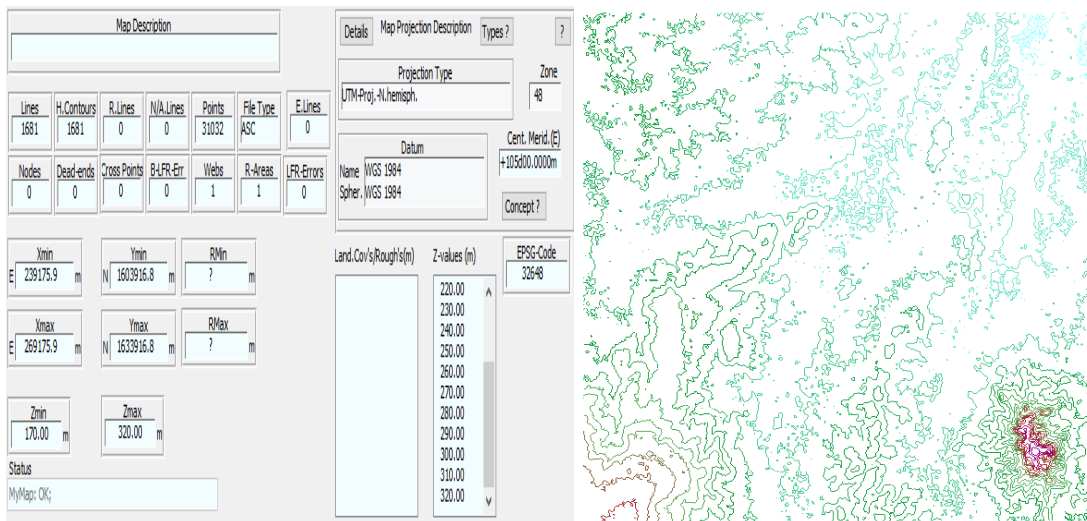 Map Description
Lines H.Contours R.Lines N/A.Lines Points File Type E.Lines
1681 1681 0 0 31032 ASC 0
Nodes Dead-ends Cross Points B-LFR-Err Webs R-Areas LFR-Errors
0 0 0 0 1 1 0
Xmin Ymin RMin
E 239175.9 m N 1603916.8 m ? m
Xmax Ymax RMax
E 269175.9 m N 1633916.8 m ? m
Zmin Zmax
170.00 m 320.00 m
Status
MyMap: OK;
Details Map Projection Description Types ? ?
Projection Type Zone
UTM-Proj.-N.hemisph. 48
Datum Cent. Merid.(E)
Name WGS 1984 +105d00.0000m
Spher. WGS 1984
Concept ?
Land.Cov's/Rough's(m) Z-values (m) EPSG-Code
32648
220.00
230.00
240.00
250.00
260.00
270.00
280.00
290.00
300.00
310.00
320.00